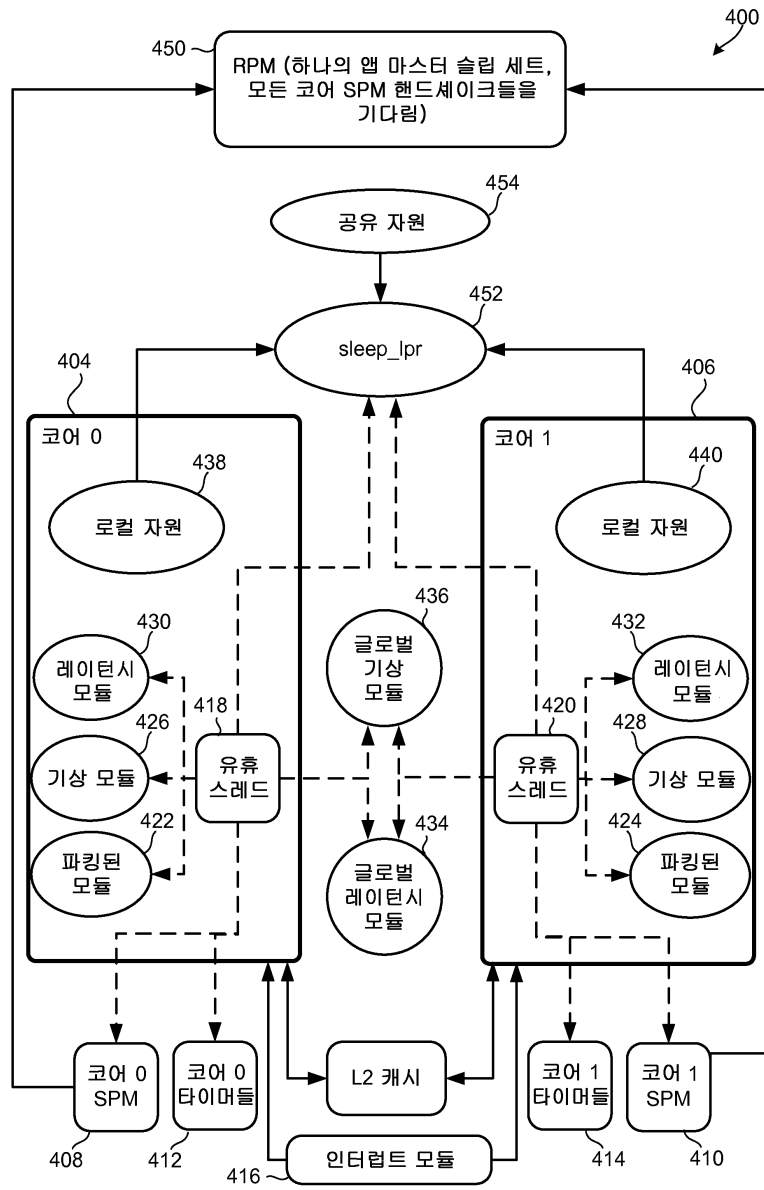 400
450
RPM (하나의 앱 마스터 슬립 세트,
모든 코어 SPM 핸드셰이크들을
기다림)
454
공유 자원
452
sleep_lpr
404
406
코어 0
코어 1
438
440
로컬 자원
로컬 자원
436
글로벌
기상
모듈
430
432
레이턴시
모듈
레이턴시
모듈
418
420
유휴
스레드
유휴
스레드
426
428
기상 모듈
기상 모듈
422
424
파킹된
모듈
파킹된
모듈
434
글로벌
레이턴시
모듈
코어 0
SPM
코어 0
타이머들
L2 캐시
코어 1
타이머들
코어 1
SPM
408
412
414
410
인터럽트 모듈
416